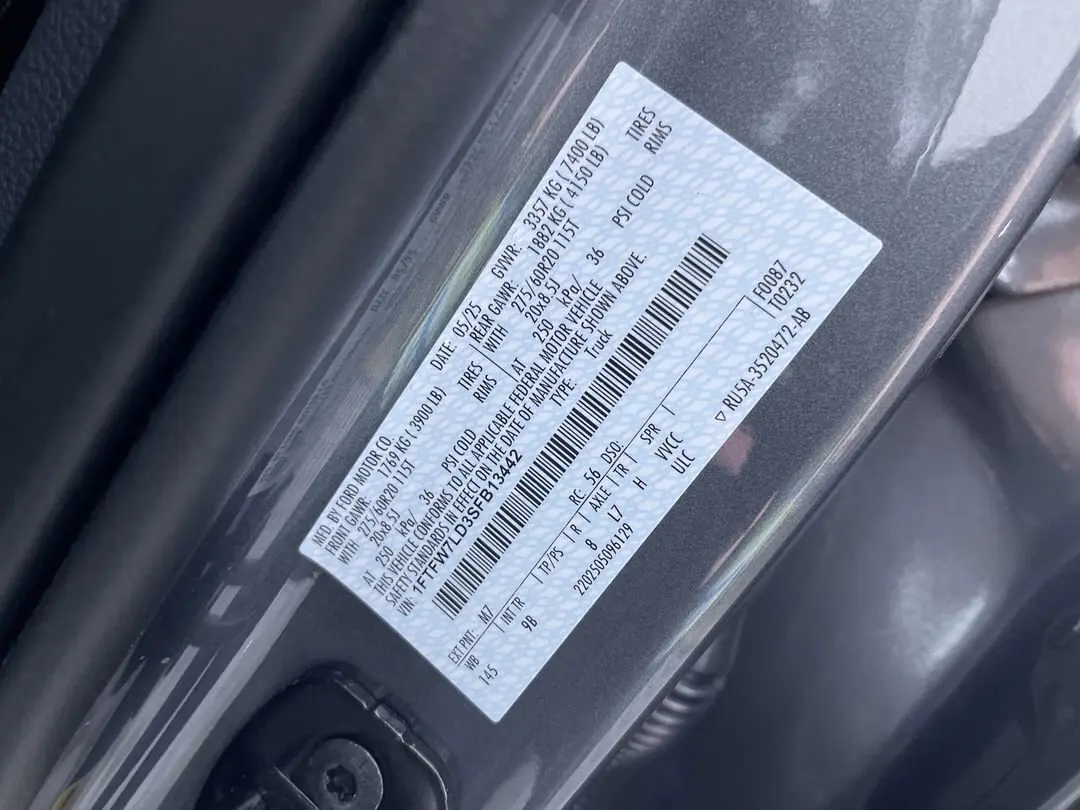 MFD. BY FORD MOTOR CO.
DATE: 05/25 GVWR: 3357 KG ( 7400 LB)
FRONT GAWR: 1769 KG ( 3900 LB) REAR GAWR: 1882 KG ( 4150 LB)
WITH 275/60R20 115T TIRES WITH 275/60R20 115T TIRES
20x8.5J RIMS 20x8.5J RIMS
AT 250 kPa/ 36 PSI COLD AT 250 kPa/ 36 PSI COLD
THIS VEHICLE CONFORMS TO ALL APPLICABLE FEDERAL MOTOR VEHICLE
SAFETY STANDARDS IN EFFECT ON THE DATE OF MANUFACTURE SHOWN ABOVE.
VIN: 1FTFW7LD3SFB13442 TYPE: Truck
EXT PNT: M7 RC: 56 DSO: F0087
WB INT TR TP/PS R AXLE TR SPR T0232
145 9B 8 L7 H VVCC
2202505096129 ULC
▽ RU5A-3520472-AB